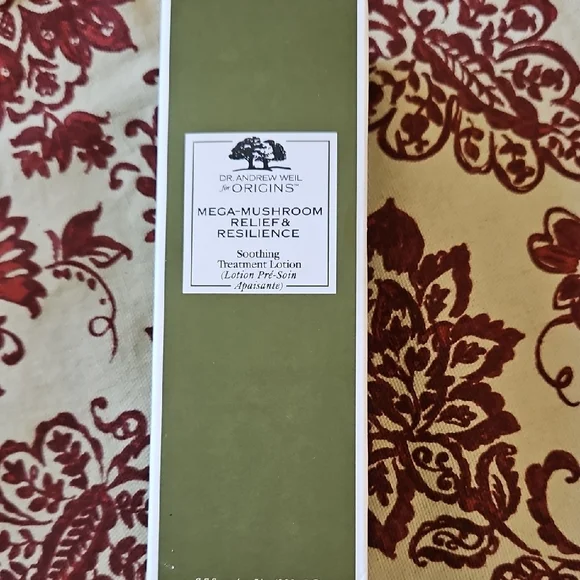 DR. ANDREW WEIL
for ORIGINS™
MEGA-MUSHROOM
RELIEF &
RESILIENCE
Soothing
Treatment Lotion
(Lotion Pré-Soin
Apaisante)